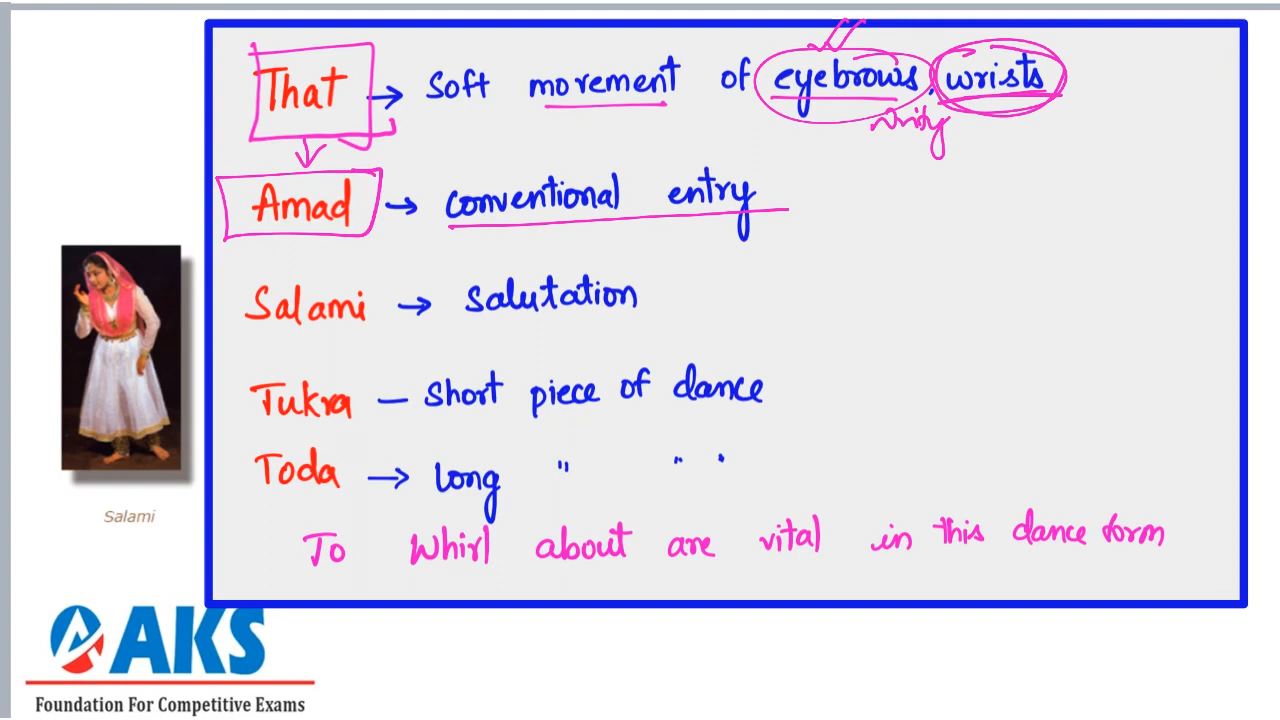 That → soft movement of eyebrows, wrists
Amad → conventional entry
Salami → Salutation
Tukra – Short piece of dance
Toda → Long " " "
To Whirl about are vital in this dance form
Salami
AKS
Foundation For Competitive Exams